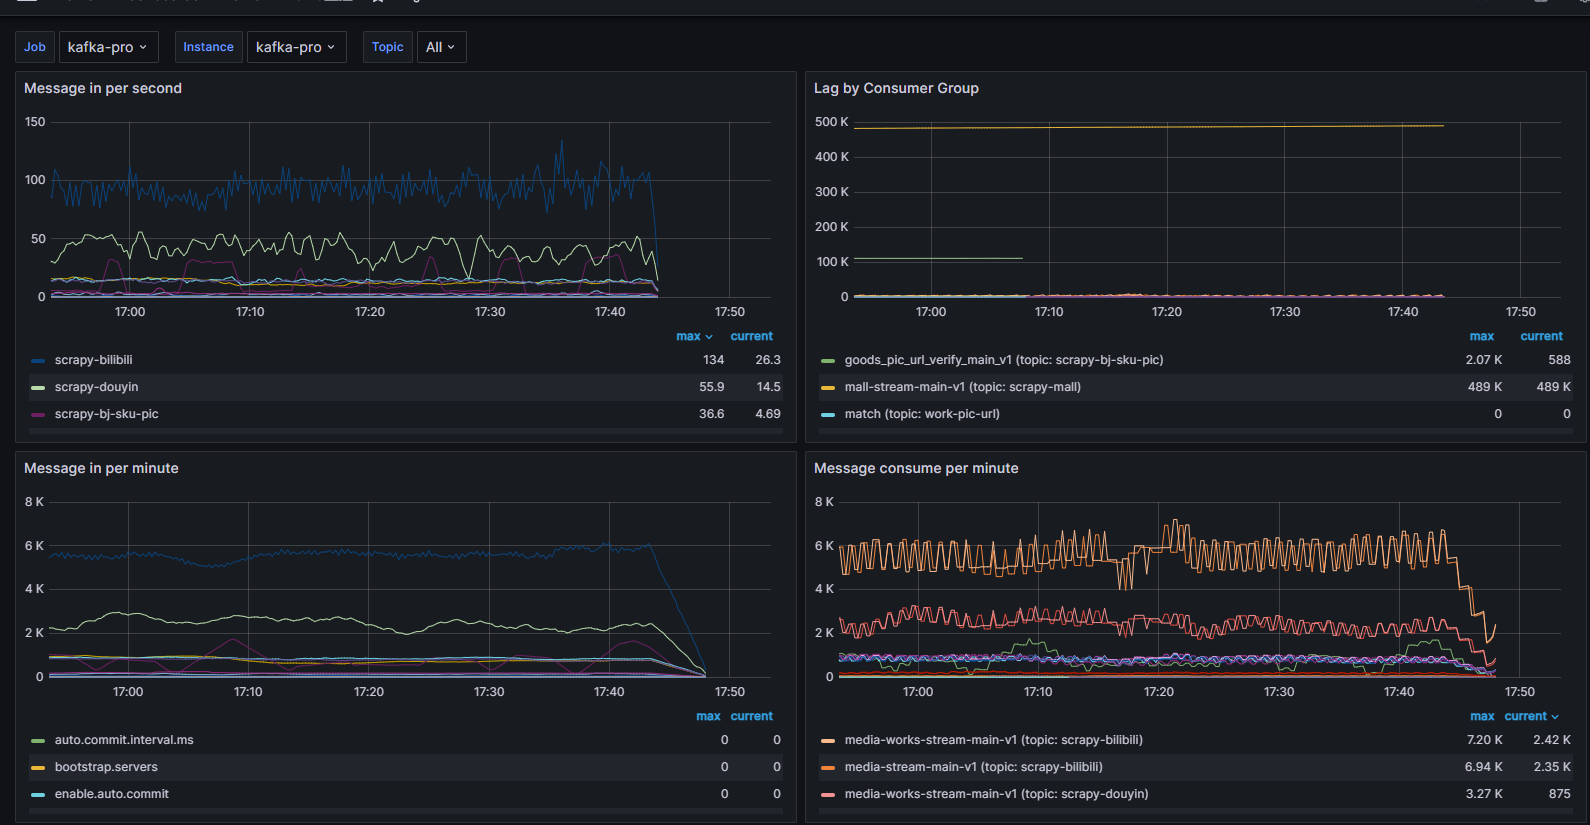 Job kafka-pro Instance kafka-pro Topic All
Message in per second
150
100
50
0
17:00 17:10 17:20 17:30 17:40 17:50
max current
scrapy-bilibili 134 26.3
scrapy-douyin 55.9 14.5
scrapy-bj-sku-pic 36.6 4.69
Lag by Consumer Group
500 K
400 K
300 K
200 K
100 K
0
17:00 17:10 17:20 17:30 17:40 17:50
max current
goods_pic_url_verify_main_v1 (topic: scrapy-bj-sku-pic) 2.07 K 588
mall-stream-main-v1 (topic: scrapy-mall) 489 K 489 K
match (topic: work-pic-url) 0 0
Message in per minute
8 K
6 K
4 K
2 K
0
17:00 17:10 17:20 17:30 17:40 17:50
max current
auto.commit.interval.ms 0 0
bootstrap.servers 0 0
enable.auto.commit 0 0
Message consume per minute
8 K
6 K
4 K
2 K
0
17:00 17:10 17:20 17:30 17:40 17:50
max current
media-works-stream-main-v1 (topic: scrapy-bilibili) 7.20 K 2.42 K
media-stream-main-v1 (topic: scrapy-bilibili) 6.94 K 2.35 K
media-works-stream-main-v1 (topic: scrapy-douyin) 3.27 K 875